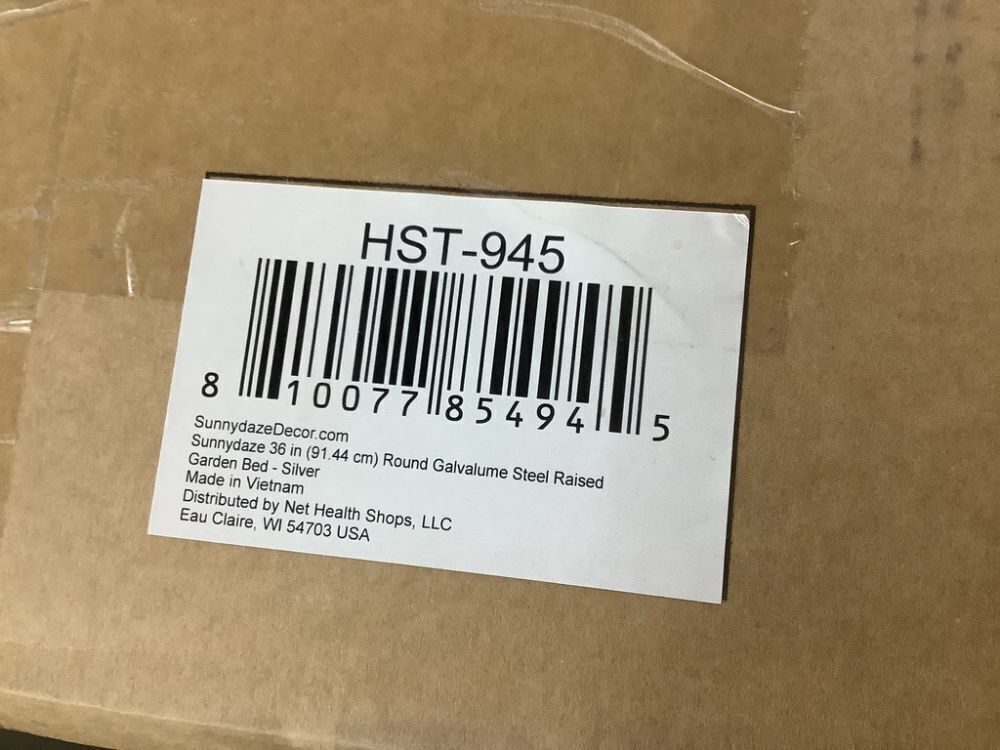 HST-945
8 10077 85494 5
SunnydazeDecor.com
Sunnydaze 36 in (91.44 cm) Round Galvalume Steel Raised
Garden Bed - Silver
Made in Vietnam
Distributed by Net Health Shops, LLC
Eau Claire, WI 54703 USA